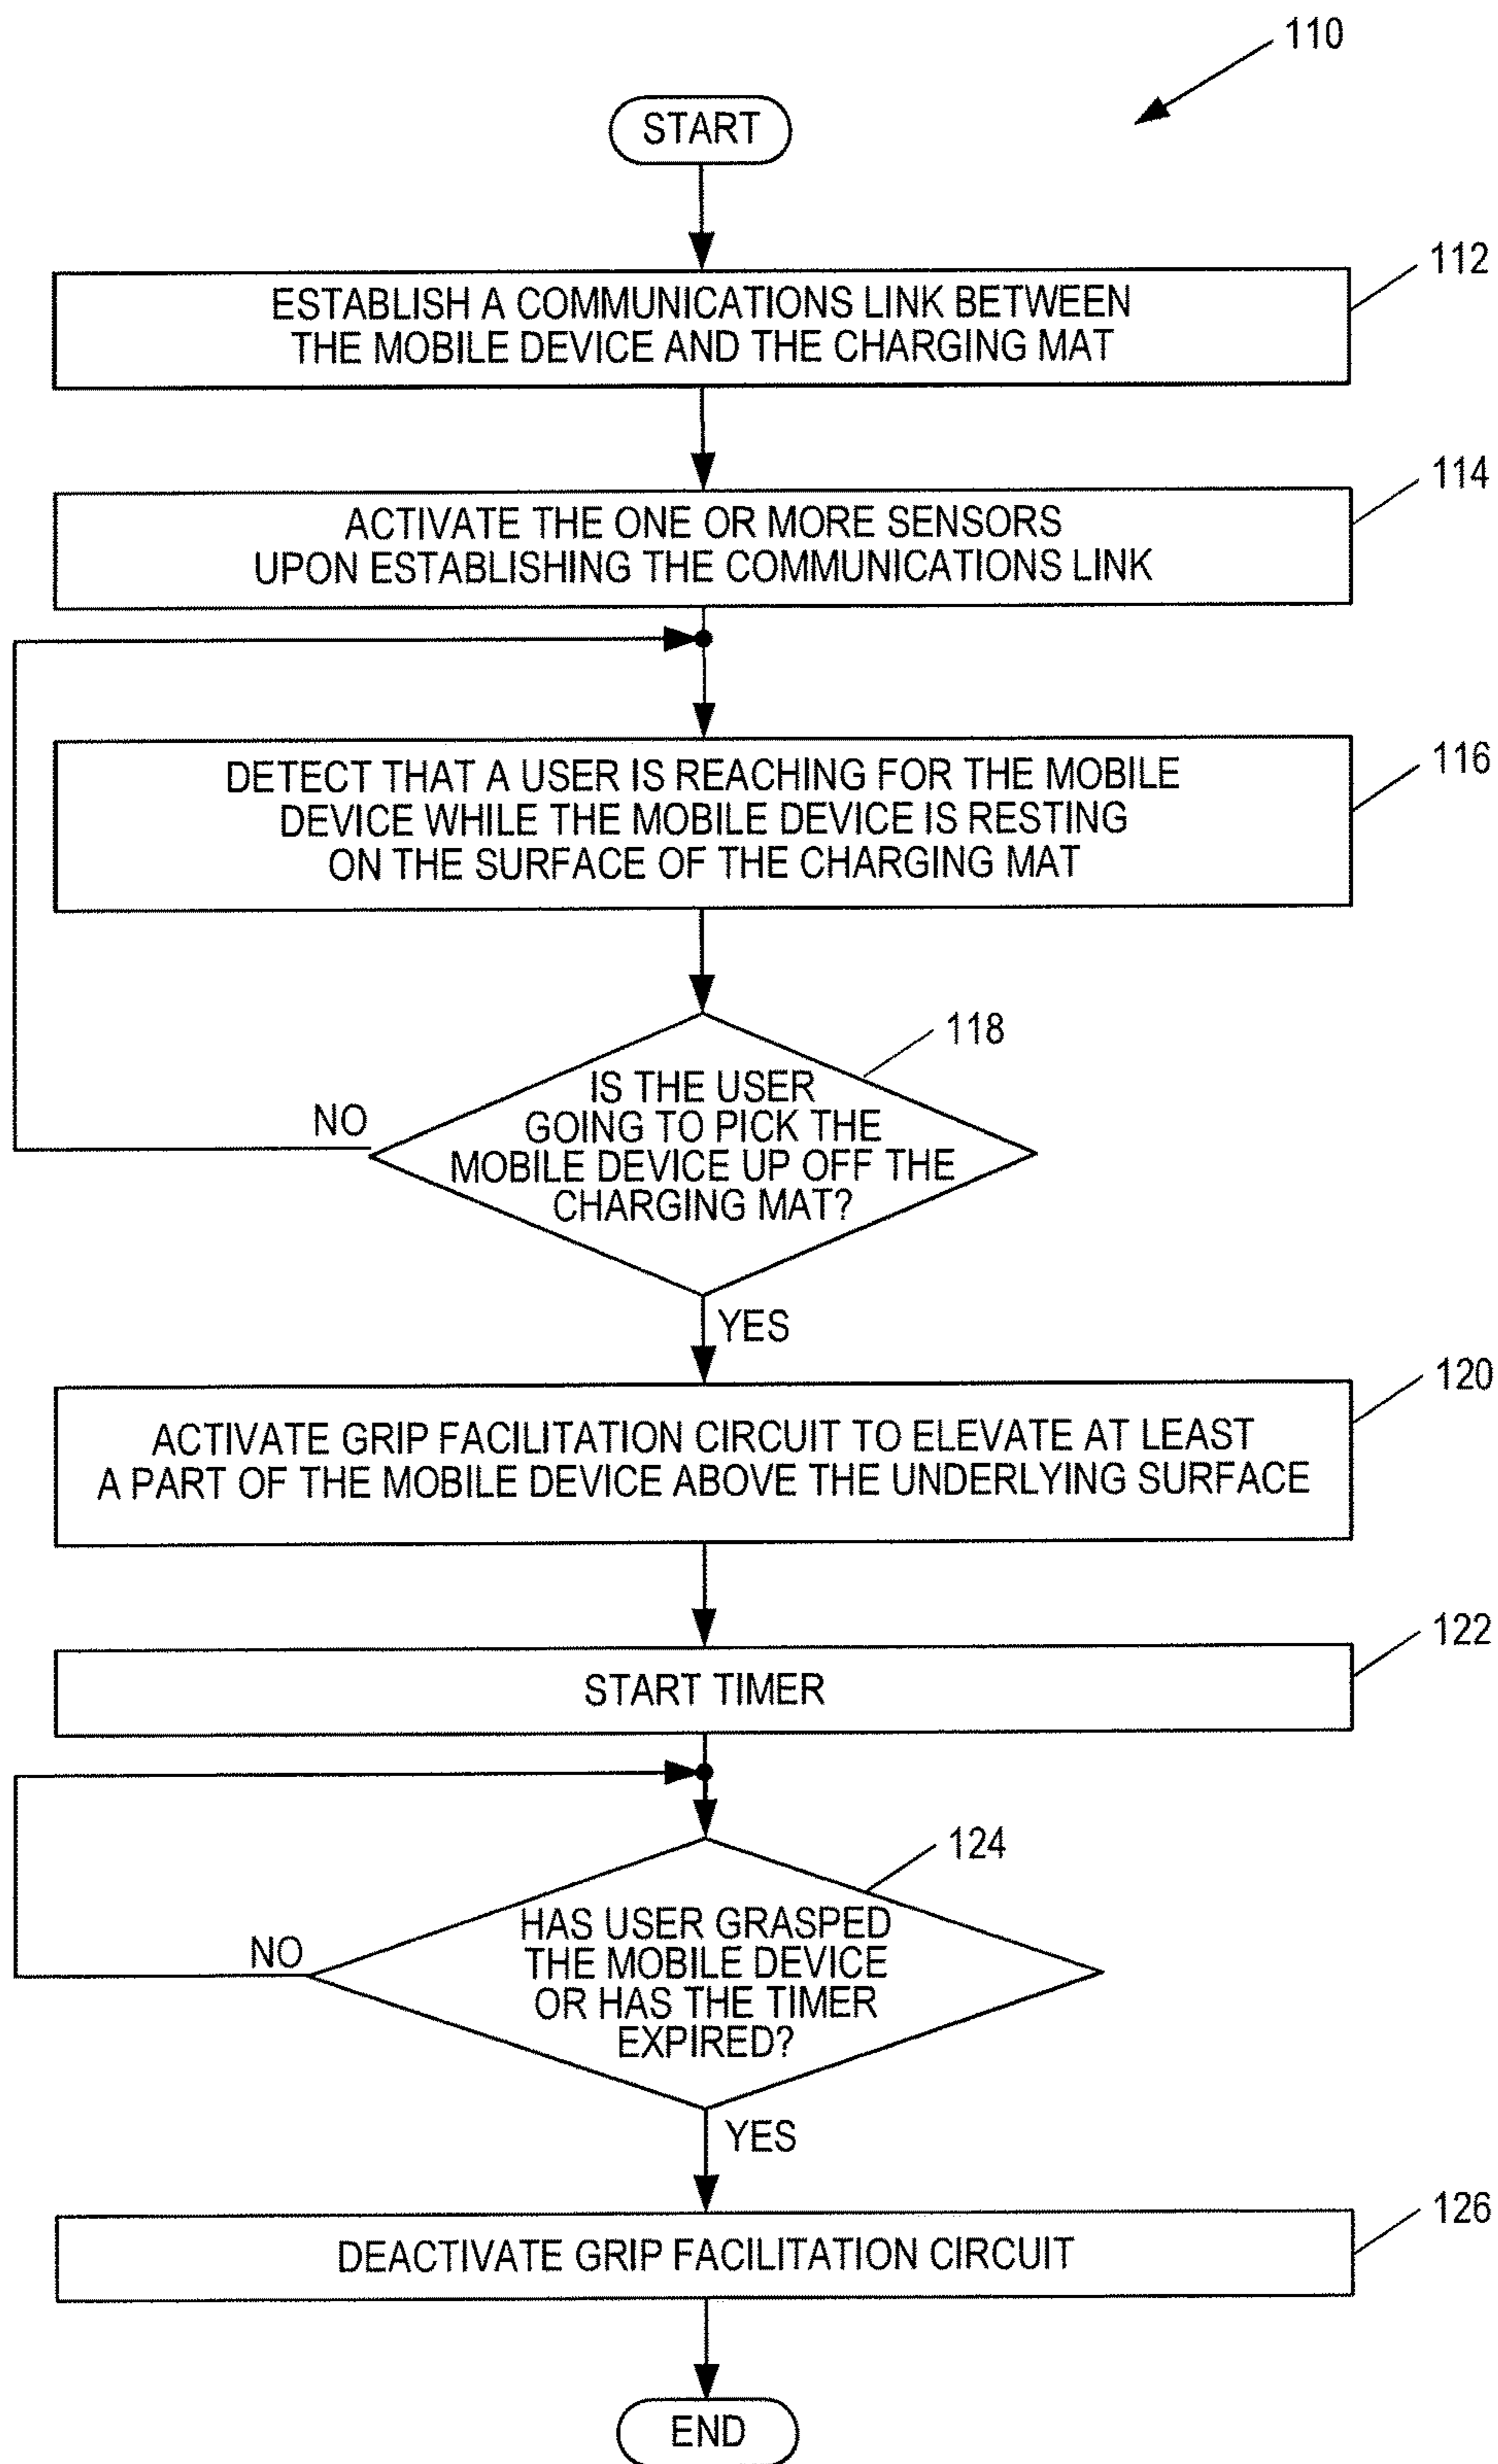 110
START
112
ESTABLISH A COMMUNICATIONS LINK BETWEEN
THE MOBILE DEVICE AND THE CHARGING MAT
114
ACTIVATE THE ONE OR MORE SENSORS
UPON ESTABLISHING THE COMMUNICATIONS LINK
116
DETECT THAT A USER IS REACHING FOR THE MOBILE
DEVICE WHILE THE MOBILE DEVICE IS RESTING
ON THE SURFACE OF THE CHARGING MAT
118
IS THE USER
GOING TO PICK THE
MOBILE DEVICE UP OFF THE
CHARGING MAT?
NO
YES
120
ACTIVATE GRIP FACILITATION CIRCUIT TO ELEVATE AT LEAST
A PART OF THE MOBILE DEVICE ABOVE THE UNDERLYING SURFACE
122
START TIMER
124
HAS USER GRASPED
THE MOBILE DEVICE
OR HAS THE TIMER
EXPIRED?
NO
YES
126
DEACTIVATE GRIP FACILITATION CIRCUIT
END